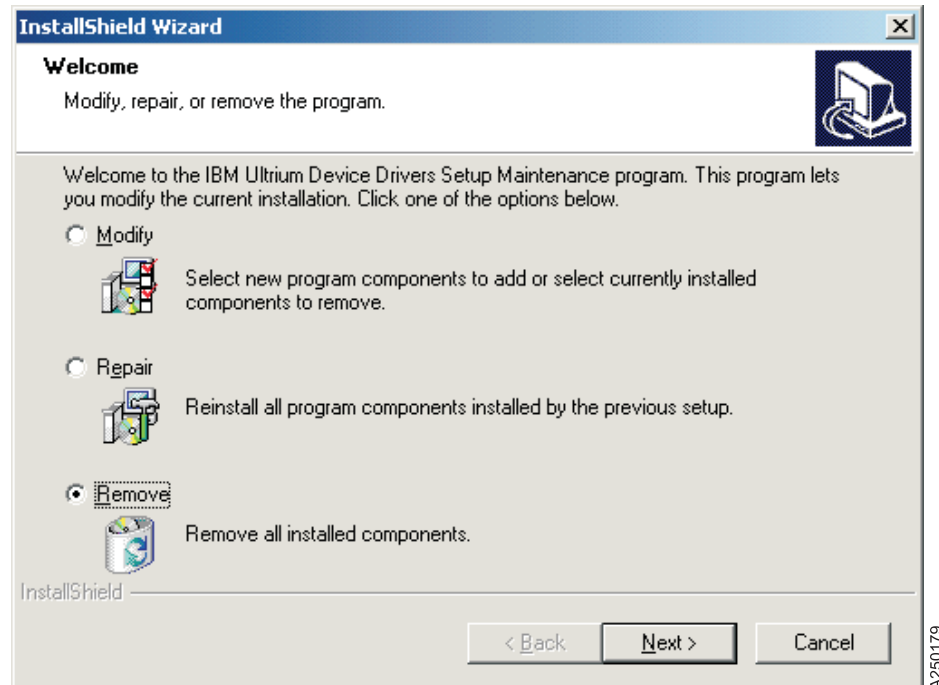 InstallShield Wizard
Welcome
Modify, repair, or remove the program.
Welcome to the IBM Ultrium Device Drivers Setup Maintenance program. This program lets
you modify the current installation. Click one of the options below.
Modify
Select new program components to add or select currently installed
components to remove.
Repair
Reinstall all program components installed by the previous setup.
Remove
Remove all installed components.
InstallShield
< Back
Next >
Cancel
A250179